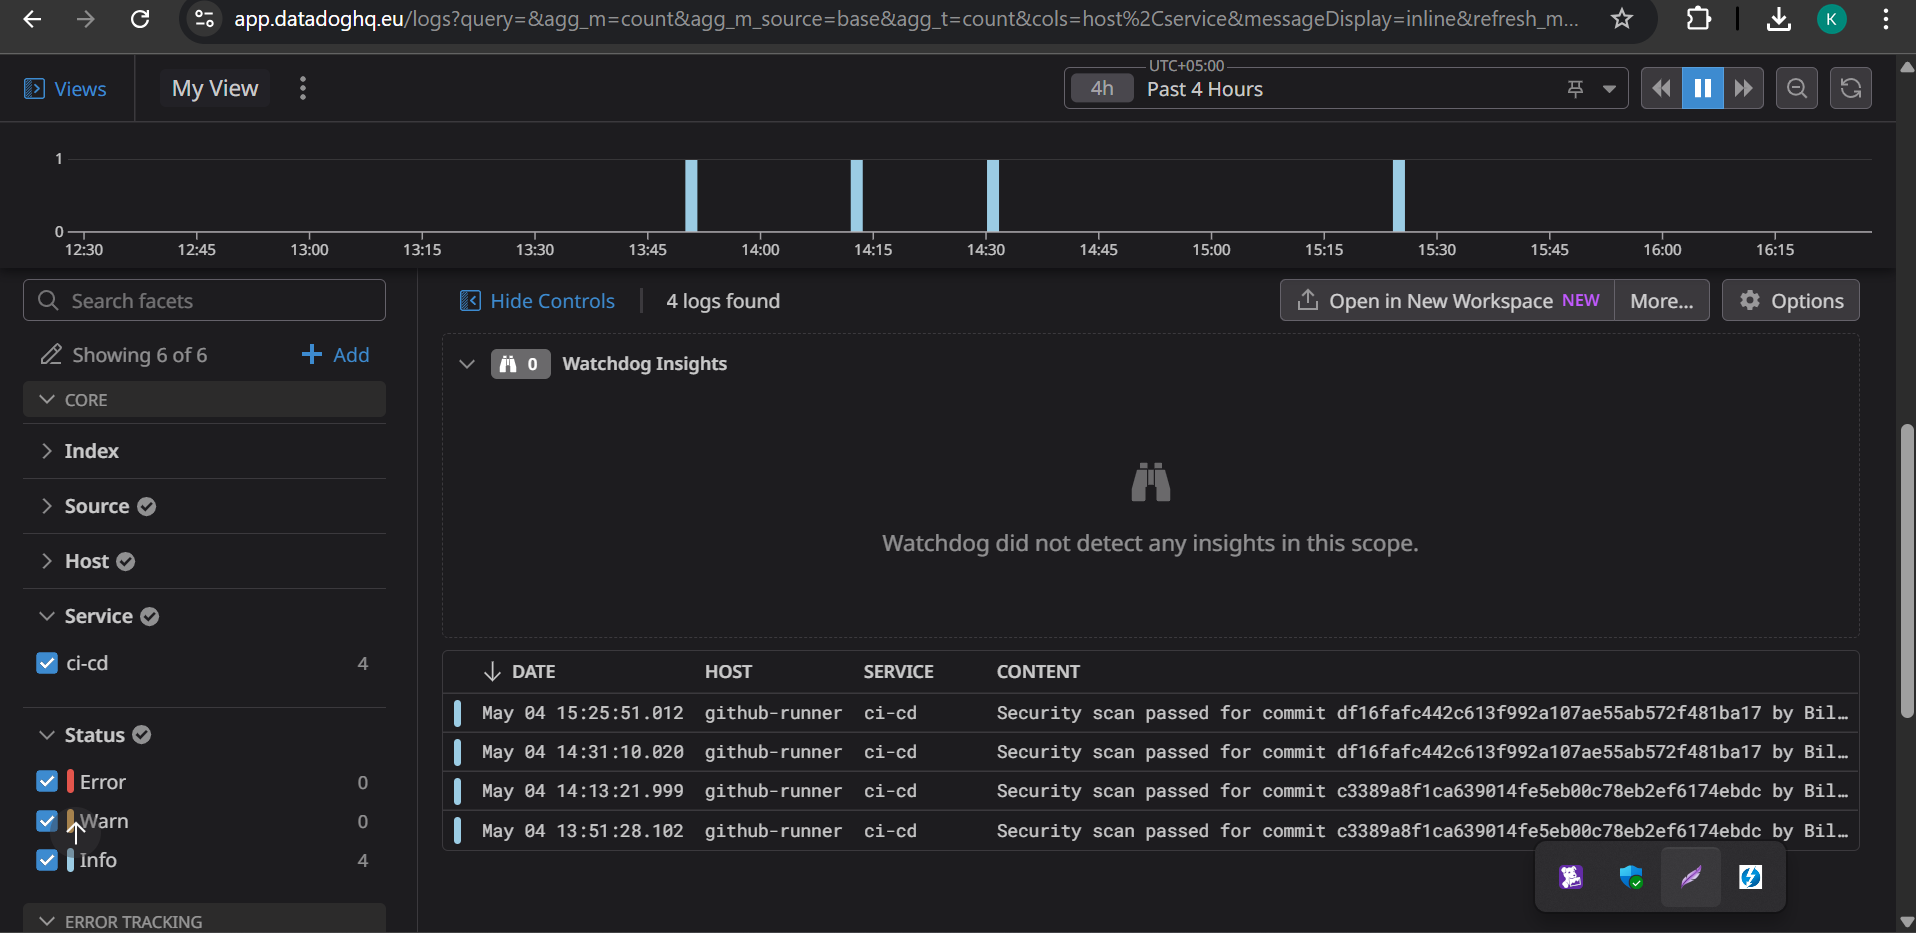 app.datadoghq.eu/logs?query=&agg_m=count&agg_m_source=base&agg_t=count&cols=host%2Cservice&messageDisplay=inline&refresh_m...
K
Views
My View
UTC+05:00
4h Past 4 Hours
1
0
12:30 12:45 13:00 13:15 13:30 13:45 14:00 14:15 14:30 14:45 15:00 15:15 15:30 15:45 16:00 16:15
Search facets
Hide Controls
4 logs found
Open in New Workspace NEW
More...
Options
Showing 6 of 6
Add
0 Watchdog Insights
CORE
Index
Source
Host
Service
ci-cd 4
Status
Error 0
Warn 0
Info 4
ERROR TRACKING
Watchdog did not detect any insights in this scope.
DATE HOST SERVICE CONTENT
May 04 15:25:51.012 github-runner ci-cd Security scan passed for commit df16fafc442c613f992a107ae55ab572f481ba17 by Bil…
May 04 14:31:10.020 github-runner ci-cd Security scan passed for commit df16fafc442c613f992a107ae55ab572f481ba17 by Bil…
May 04 14:13:21.999 github-runner ci-cd Security scan passed for commit c3389a8f1ca639014fe5eb00c78eb2ef6174ebdc by Bil…
May 04 13:51:28.102 github-runner ci-cd Security scan passed for commit c3389a8f1ca639014fe5eb00c78eb2ef6174ebdc by Bil…